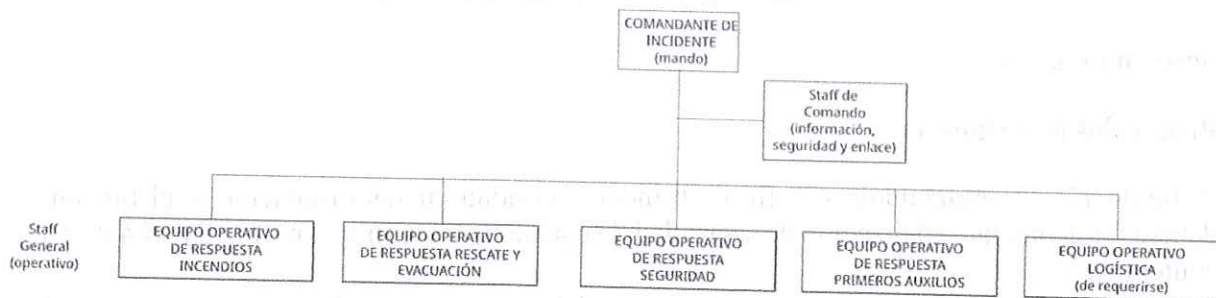 COMANDANTE DE
INCIDENTE
(mando)
Staff de
Comando
(información,
seguridad y enlace)
Staff
General
(operativo)
EQUIPO OPERATIVO
DE RESPUESTA
INCENDIOS
EQUIPO OPERATIVO
DE RESPUESTA RESCATE Y
EVACUACIÓN
EQUIPO OPERATIVO
DE RESPUESTA
SEGURIDAD
EQUIPO OPERATIVO
DE RESPUESTA
PRIMEROS AUXILIOS
EQUIPO OPERATIVO
LOGÍSTICA
(de requerirse)